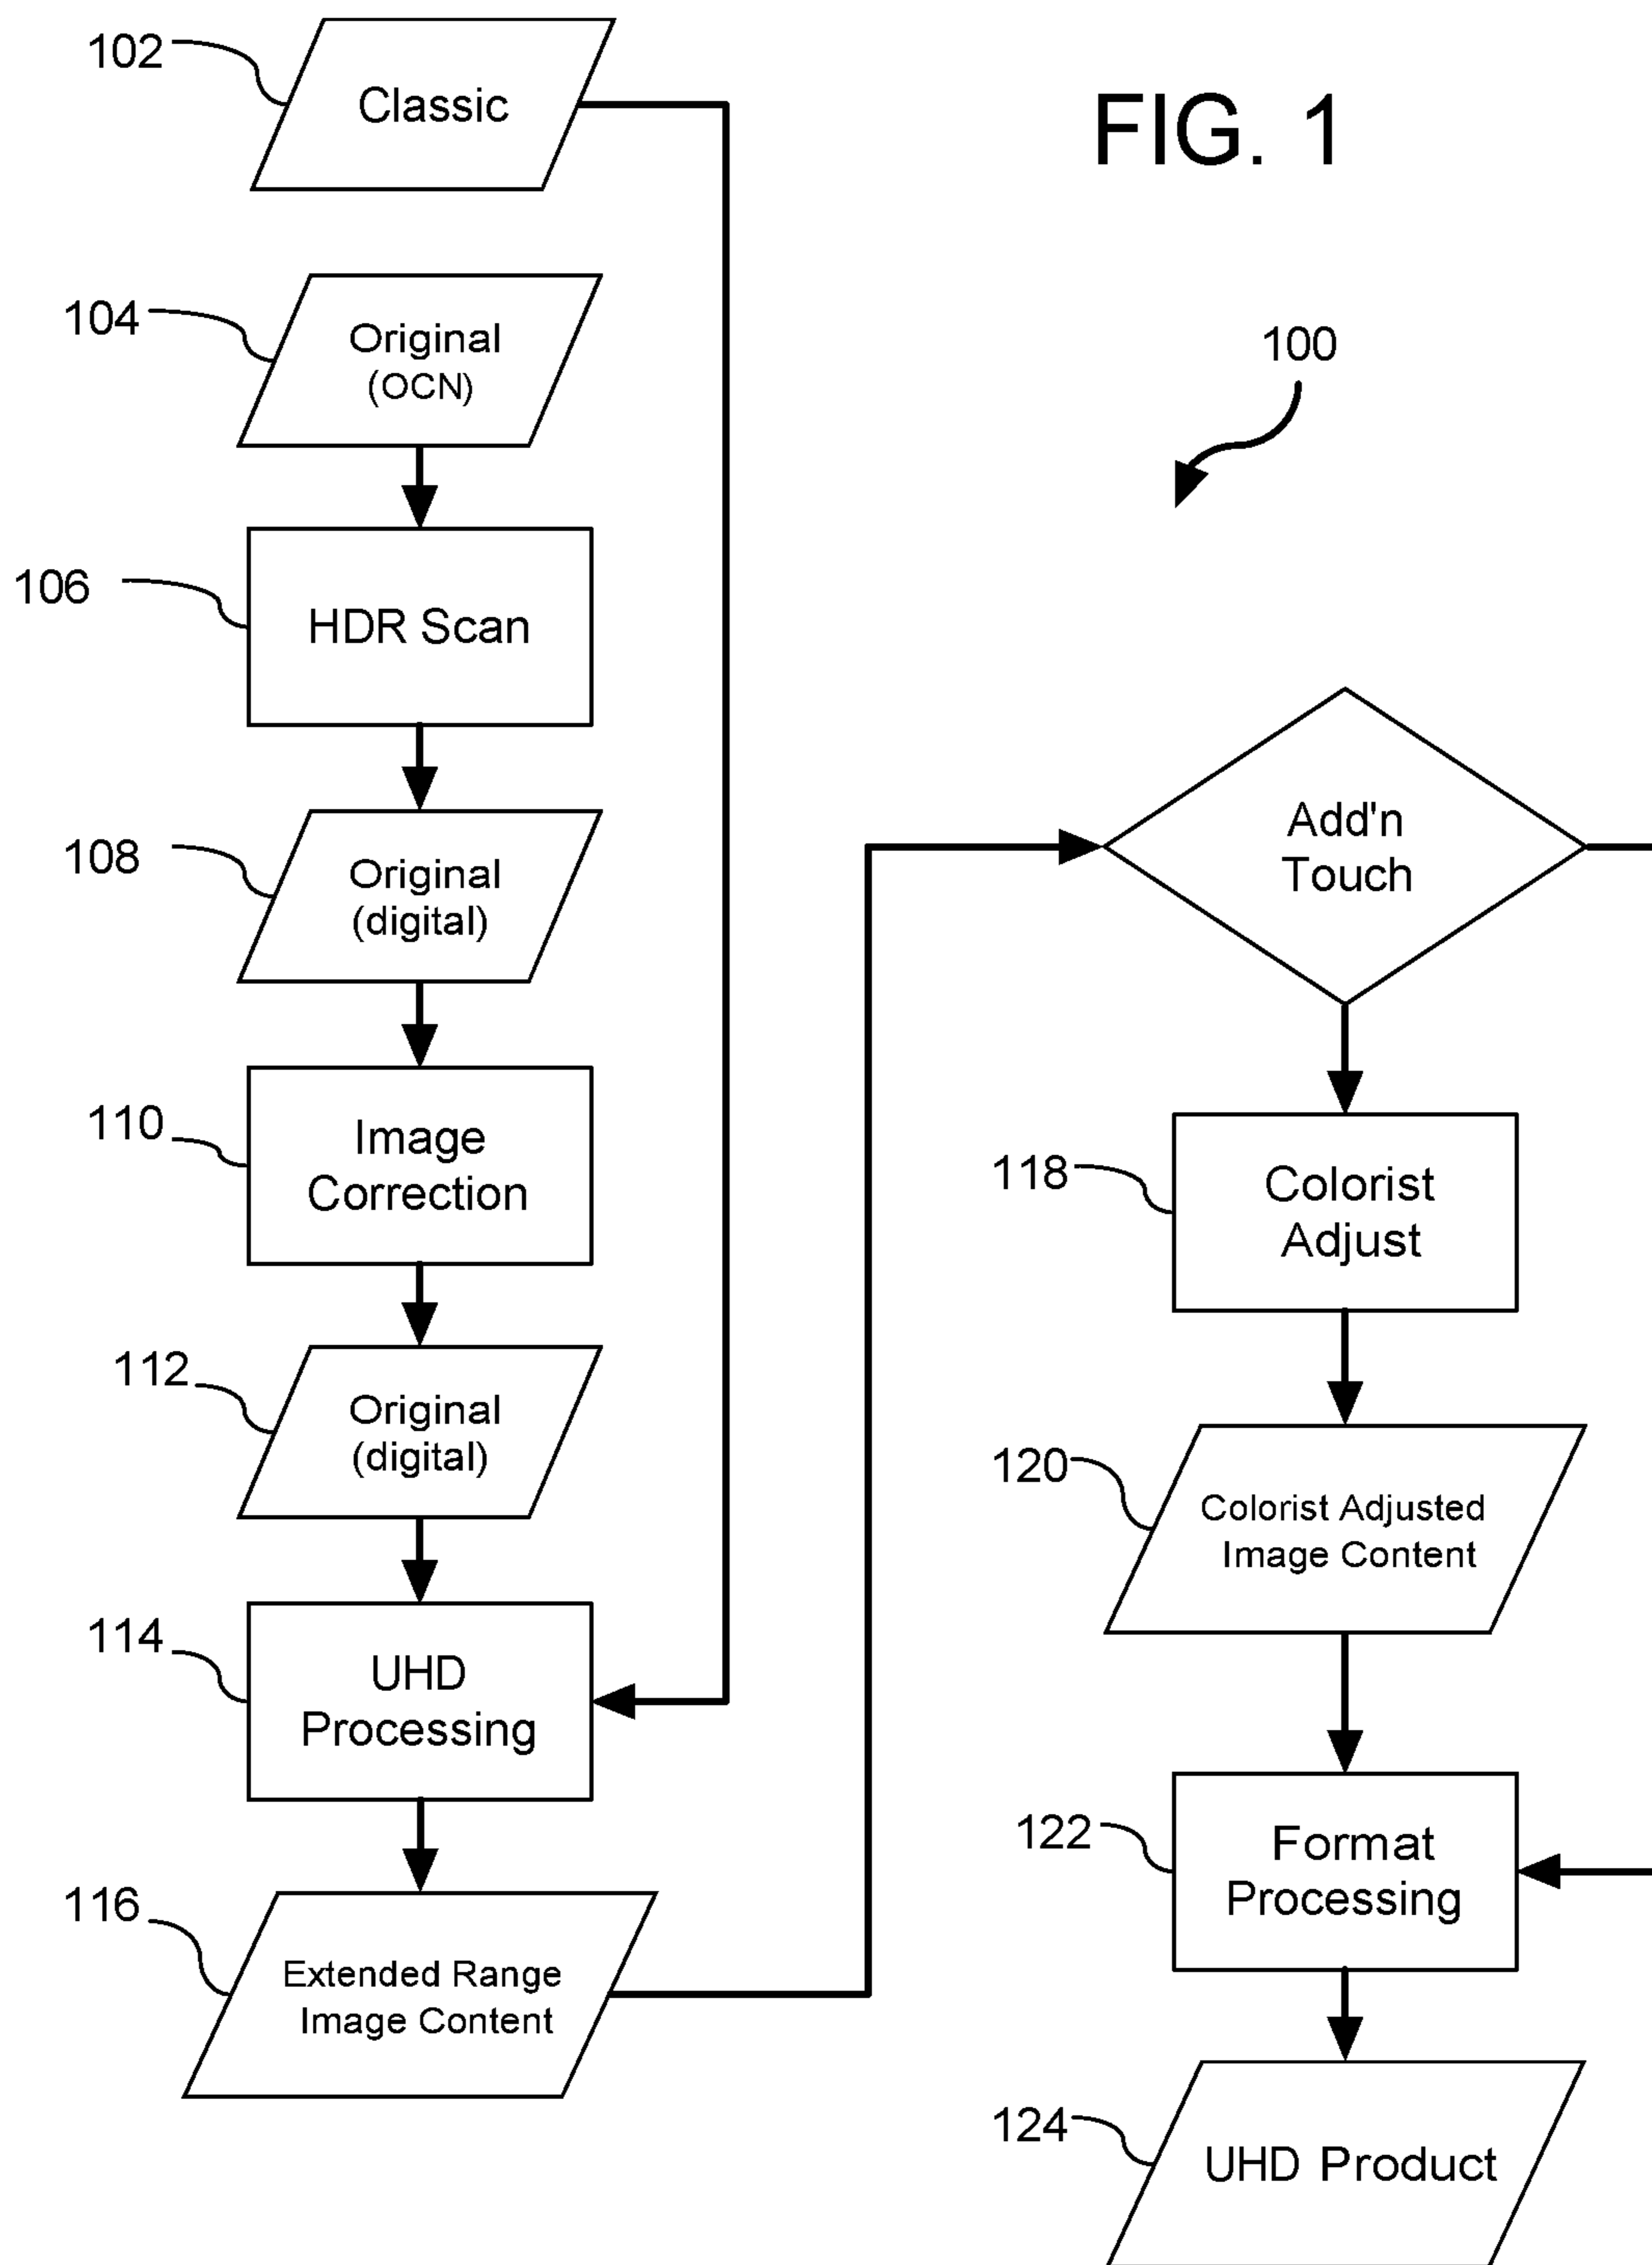 FIG. 1
100
102
Classic
104
Original
(OCN)
106
HDR Scan
108
Original
(digital)
110
Image
Correction
112
Original
(digital)
114
UHD
Processing
116
Extended Range
Image Content
Add'n
Touch
118
Colorist
Adjust
120
Colorist Adjusted
Image Content
122
Format
Processing
124
UHD Product